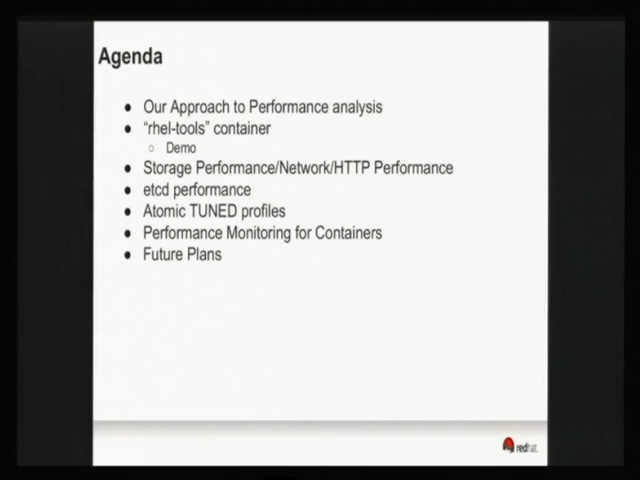 Agenda
● Our Approach to Performance analysis
● “rhel-tools” container
○ Demo
● Storage Performance/Network/HTTP Performance
● etcd performance
● Atomic TUNED profiles
● Performance Monitoring for Containers
● Future Plans
redhat